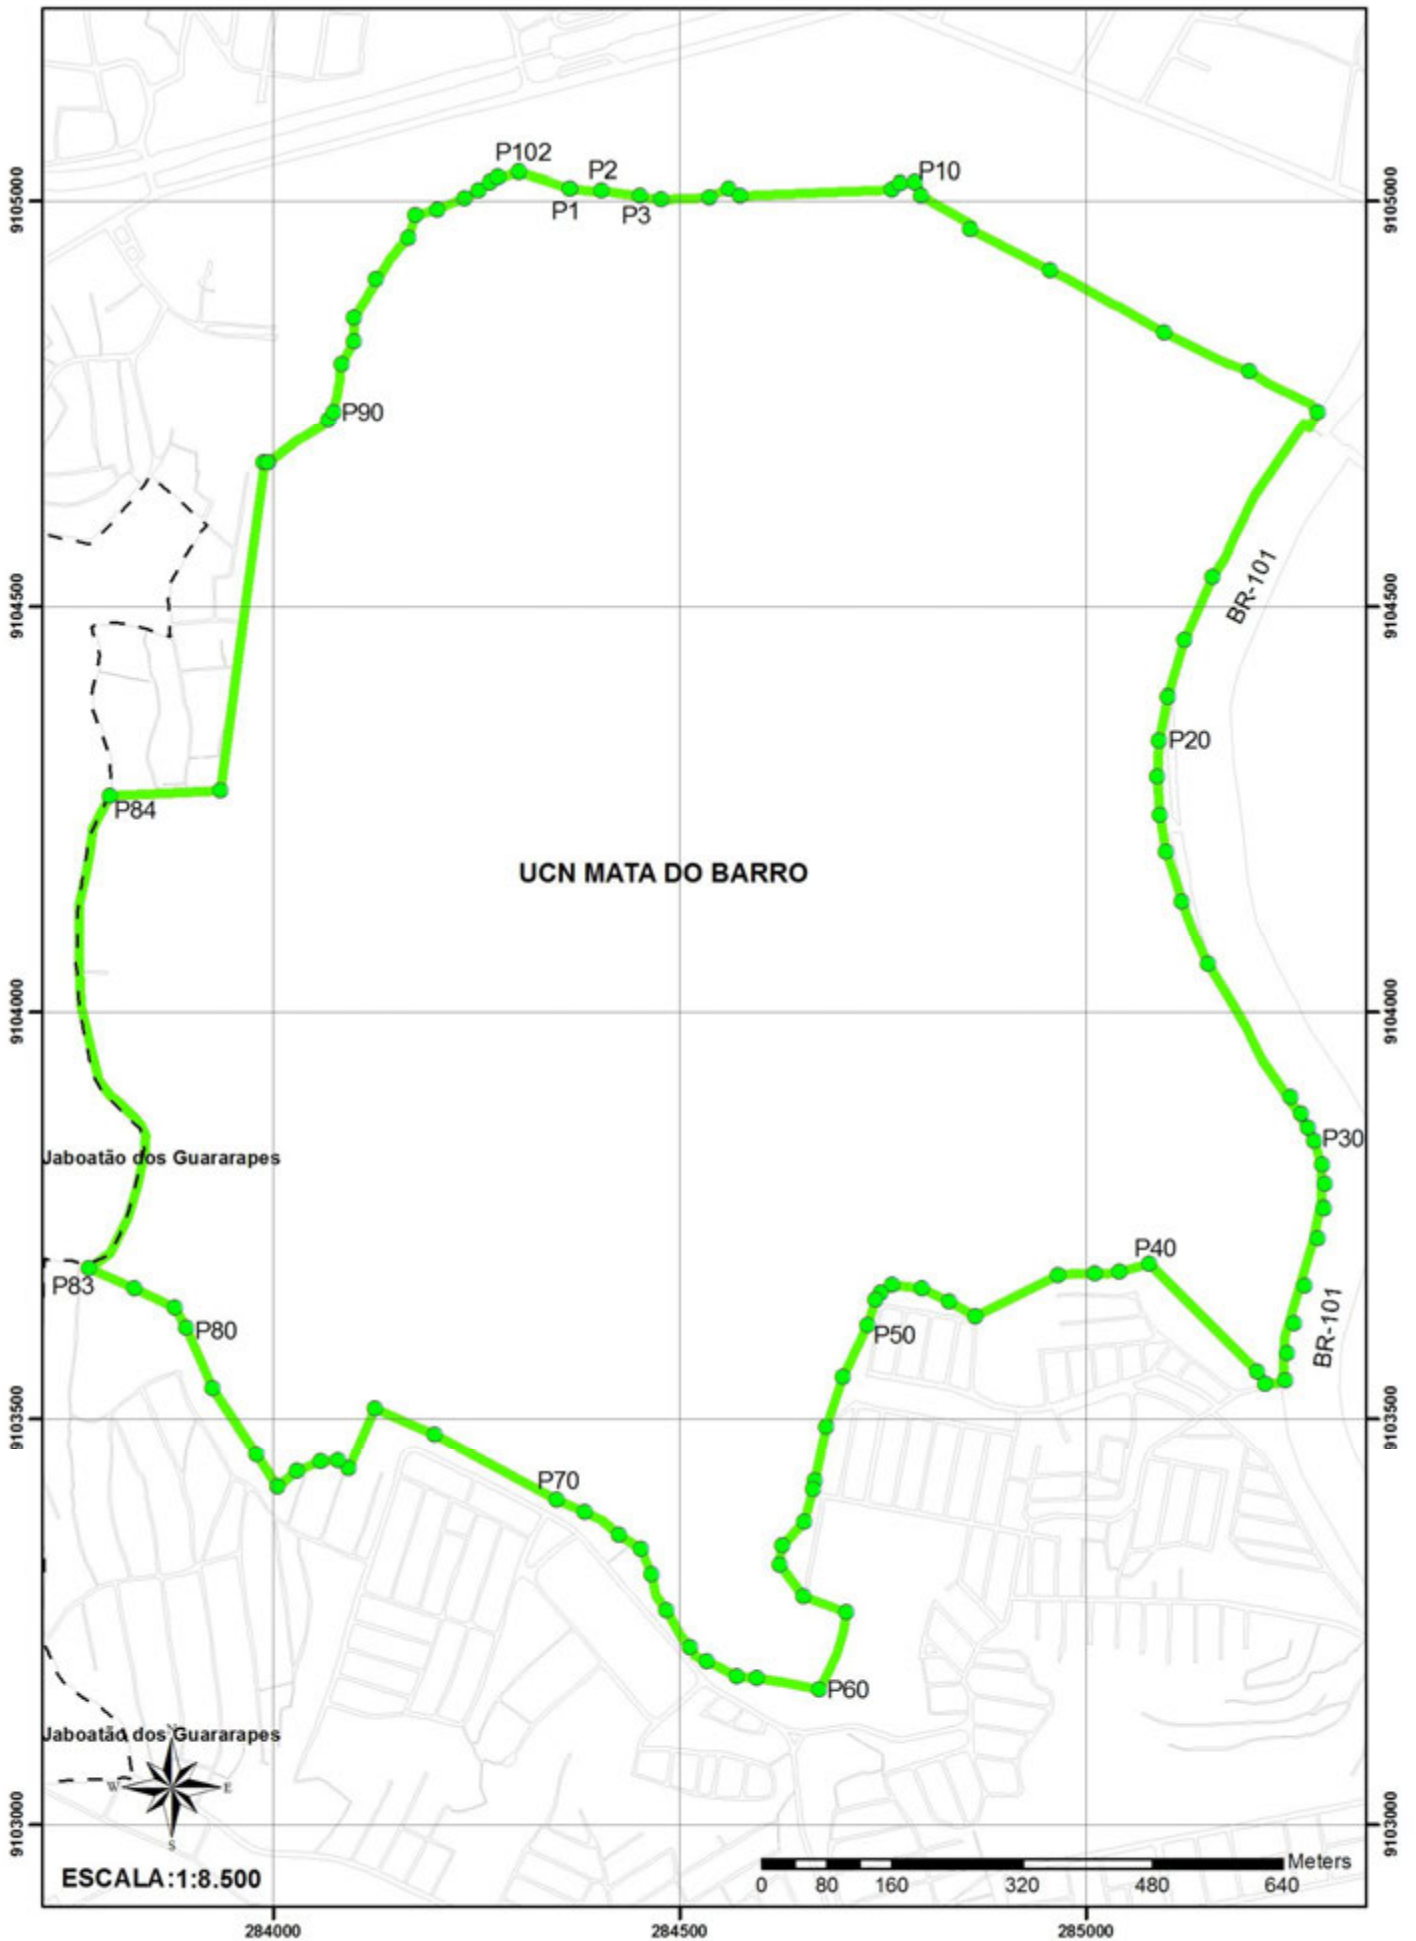 P102
P2
P10
P1
P3
9105000
9105000
P90
BR-101
9104500
9104500
P20
P84
UCN MATA DO BARRO
9104000
9104000
P30
Jaboatão dos Guararapes
P40
P83
P80
P50
BR-101
9103500
9103500
P70
P60
Jaboatão dos Guararapes
N
W
E
S
9103000
9103000
ESCALA:1:8.500
Meters
0 80 160 320 480 640
284000 284500 285000